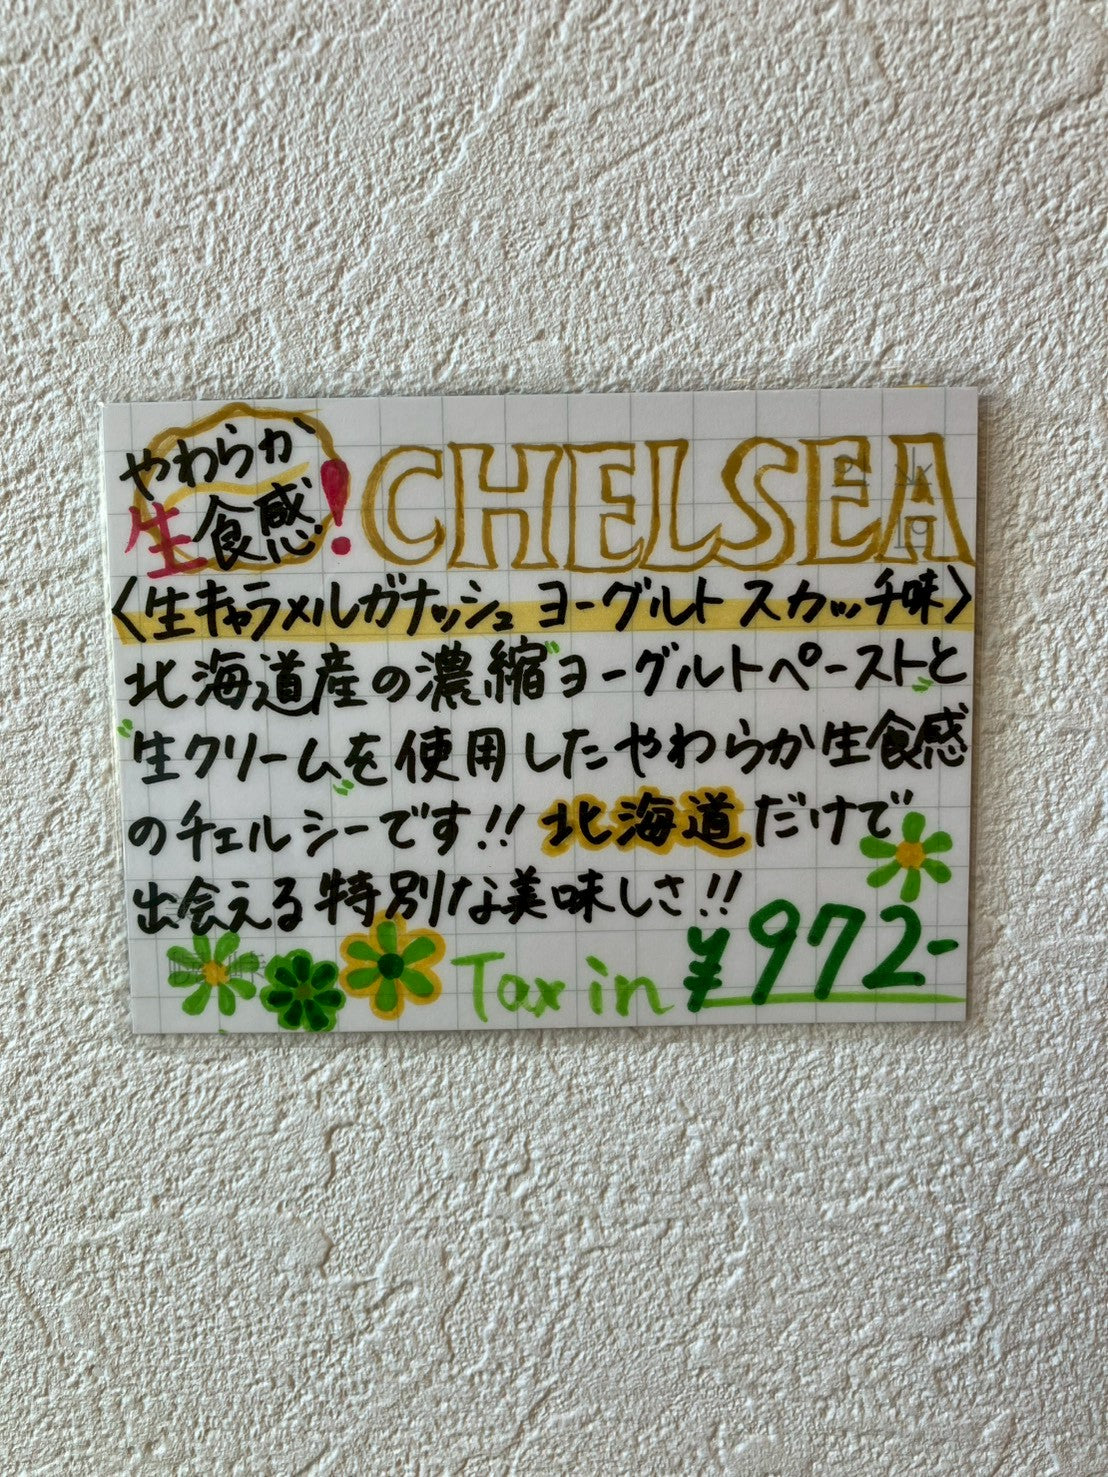 やわらか
生食感!
CHELSEA
〈生キャラメルガナッシュ ヨーグルトスカッチ味〉
北海道産の濃縮"ヨーグルトペースト"と
"生クリーム"を使用したやわらか生食感
のチェルシーです!! 北海道だけで
出会える特別な美味しさ!!
Tax in ¥972-